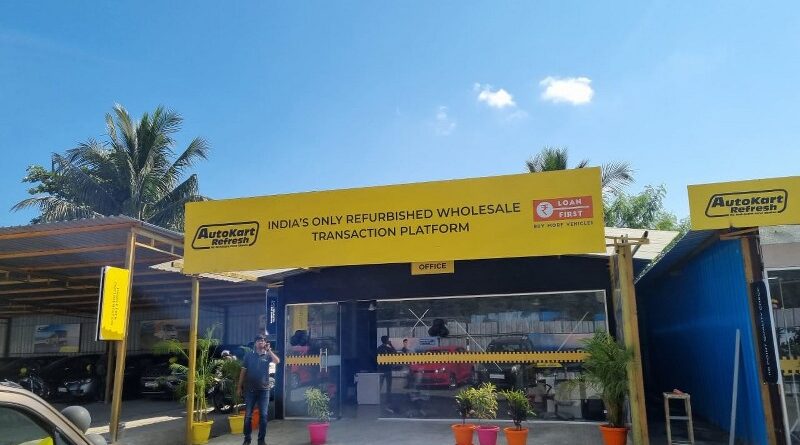 AutoKart
Refresh
INDIA'S ONLY REFURBISHED WHOLESALE
TRANSACTION PLATFORM
LOAN
FIRST
BUY MORE VEHICLES
OFFICE
AutoKart
Refresh